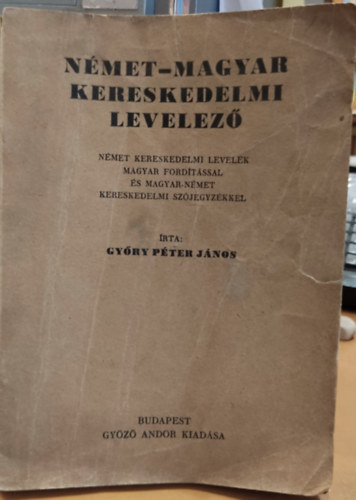 NÉMET-MAGYAR
KERESKEDELMI
LEVELEZŐ
NÉMET KERESKEDELMI LEVELEK
MAGYAR FORDÍTÁSSAL
ÉS MAGYAR-NÉMET
KERESKEDELMI SZÓJEGYZÉKKEL
ÍRTA:
GYŐRY PÉTER JÁNOS
BUDAPEST
GYŐZŐ ANDOR KIADÁSA